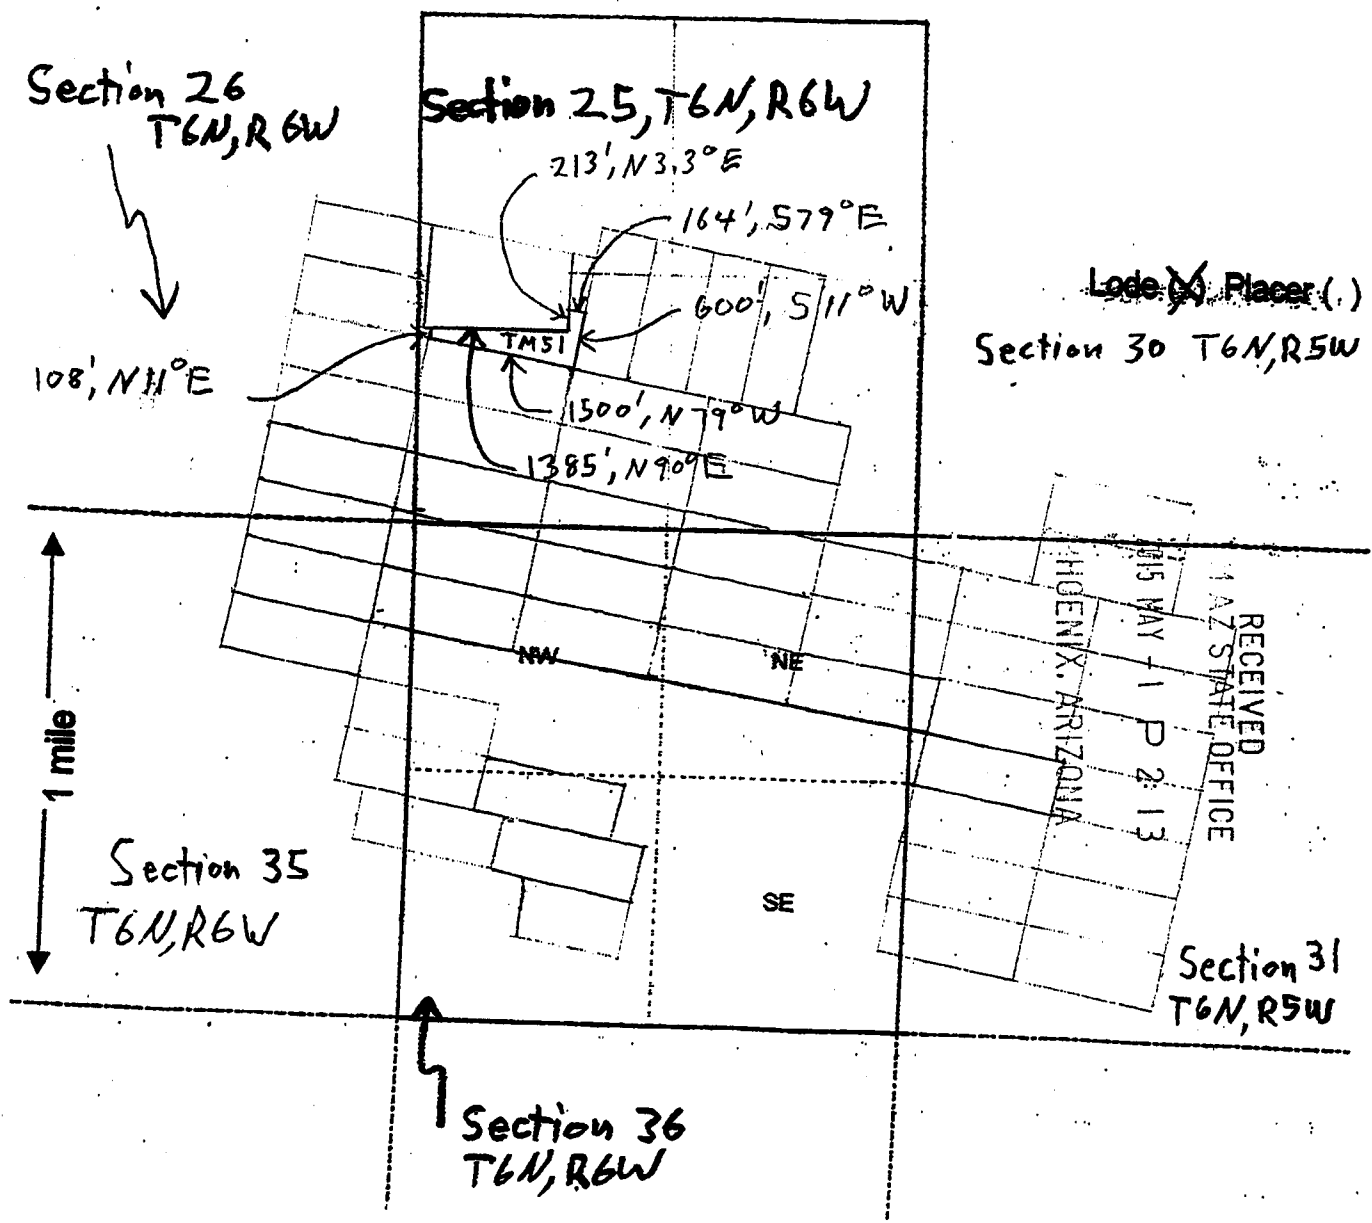 Section 26
T6N, R6W
Section 25, T6N, R6W
213', N3.3°E
164', S79°E
600', S11°W
Lode (X) Placer ( )
Section 30 T6N, R5W
TM51
108', N11°E
1500', N79°W
1385', N90°E
RECEIVED
AZ STATE OFFICE
MAY -1 P 2:13
HOENIX, ARIZONA
NW
NE
1 mile
Section 35
T6N, R6W
SE
Section 31
T6N, R5W
Section 36
T6N, R6W